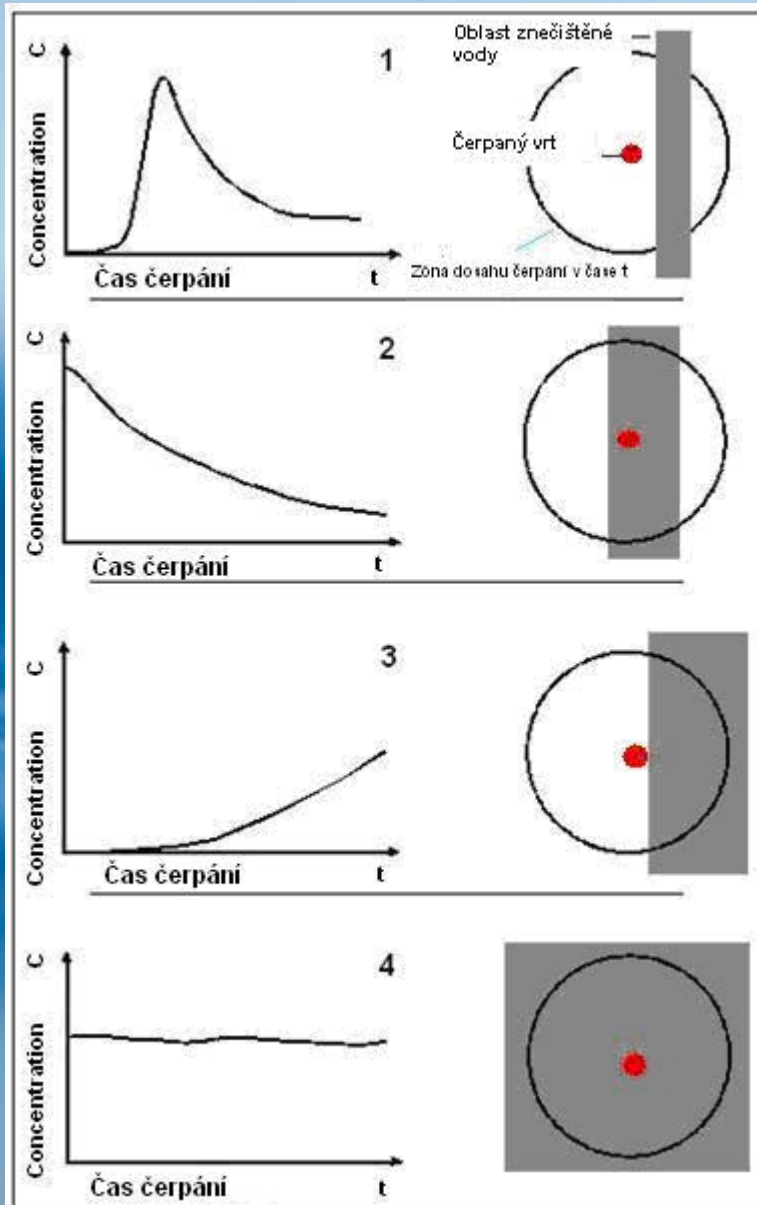 C
Concentration
1
Čas čerpání
t
Oblast znečištěné
vody
Čerpaný vrt
Zóna dosahu čerpání v čase t
C
Concentration
2
Čas čerpání
t
C
Concentration
3
Čas čerpání
t
C
Concentration
4
Čas čerpání
t